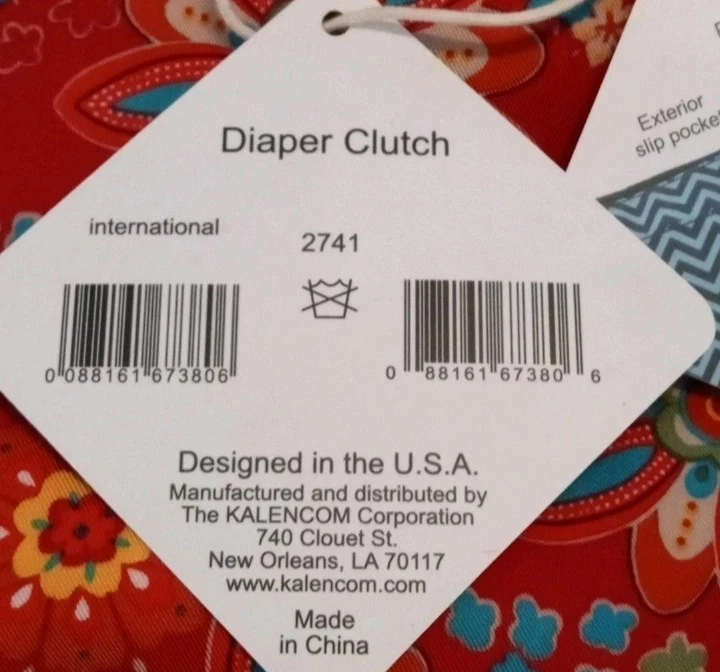 Diaper Clutch
international
2741
0 088161 673806
0 88161 67380 6
Designed in the U.S.A.
Manufactured and distributed by
The KALENCOM Corporation
740 Clouet St.
New Orleans, LA 70117
www.kalencom.com
Made
in China
Exterior
slip pocket